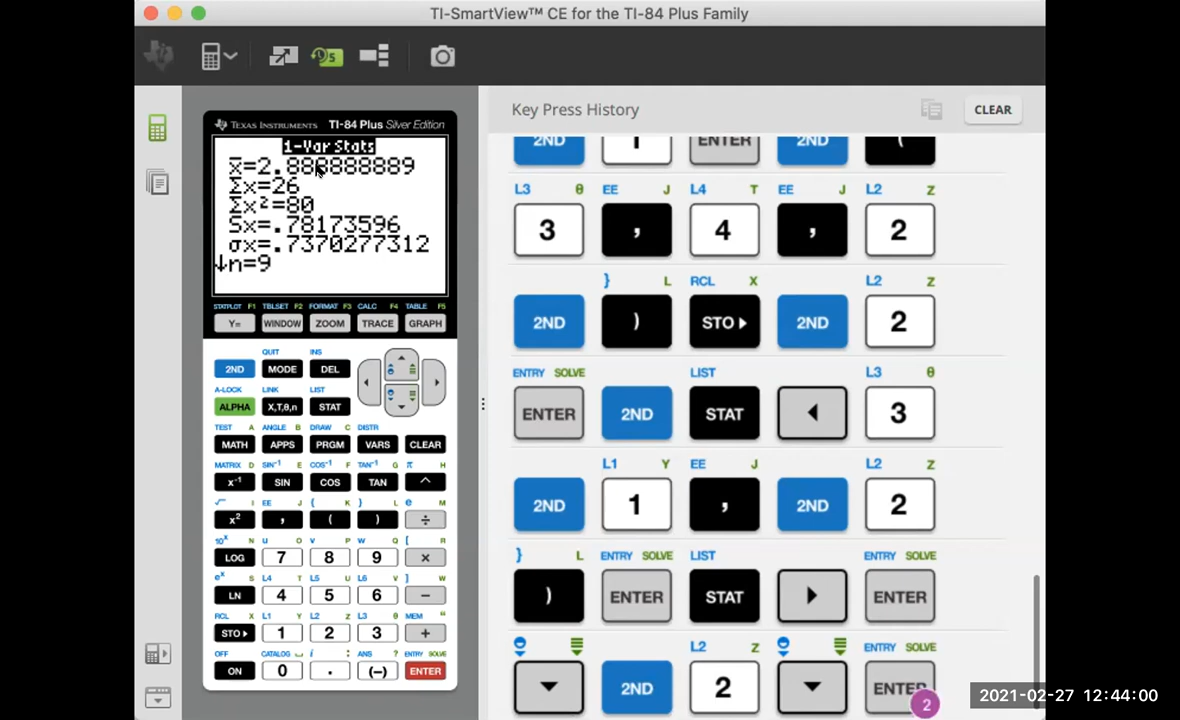 TI-SmartView™ CE for the TI-84 Plus Family
5
Key Press History
CLEAR
TEXAS INSTRUMENTS TI-84 Plus Silver Edition
1-Var Stats
x̄=2.888888889
Σx=26
Σx²=80
Sx=.78173596
σx=.7370277312
↓n=9
STATPLOT F1 TBLSET F2 FORMAT F3 CALC F4 TABLE F5
Y= WINDOW ZOOM TRACE GRAPH
QUIT INS
2ND MODE DEL
A-LOCK LINK LIST
ALPHA X,T,θ,n STAT
TEST A ANGLE B DRAW C DISTR
MATH APPS PRGM VARS CLEAR
MATRIX D SIN⁻¹ E COS⁻¹ F TAN⁻¹ G π H
x⁻¹ SIN COS TAN ^
√ I EE J { K } L e M
x² , ( ) ÷
10ˣ N u O v P w Q [ R
LOG 7 8 9 ×
eˣ S L4 T L5 U L6 V ] W
LN 4 5 6 −
RCL X L1 Y L2 Z L3 θ MEM "
STO▸ 1 2 3 +
OFF CATALOG ⎵ i : ANS ? ENTRY SOLVE
ON 0 . (−) ENTER
2ND 1 ENTER 2ND (
L3 θ EE J L4 T EE J L2 Z
3 , 4 , 2
} L RCL X L2 Z
2ND ) STO▸ 2ND 2
ENTRY SOLVE LIST L3 θ
ENTER 2ND STAT ◂ 3
L1 Y EE J L2 Z
2ND 1 , 2ND 2
} L ENTRY SOLVE LIST ENTRY SOLVE
) ENTER STAT ▸ ENTER
L2 Z ENTRY SOLVE
▾ 2ND 2 ▾ ENTER
2
2021-02-27 12:44:00